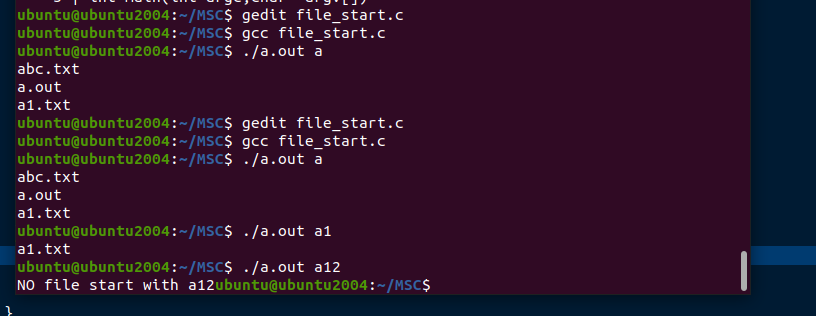 ubuntu@ubuntu2004:~/MSC$ gedit file_start.c
ubuntu@ubuntu2004:~/MSC$ gcc file_start.c
ubuntu@ubuntu2004:~/MSC$ ./a.out a
abc.txt
a.out
a1.txt
ubuntu@ubuntu2004:~/MSC$ gedit file_start.c
ubuntu@ubuntu2004:~/MSC$ gcc file_start.c
ubuntu@ubuntu2004:~/MSC$ ./a.out a
abc.txt
a.out
a1.txt
ubuntu@ubuntu2004:~/MSC$ ./a.out a1
a1.txt
ubuntu@ubuntu2004:~/MSC$ ./a.out a12
NO file start with a12ubuntu@ubuntu2004:~/MSC$
}